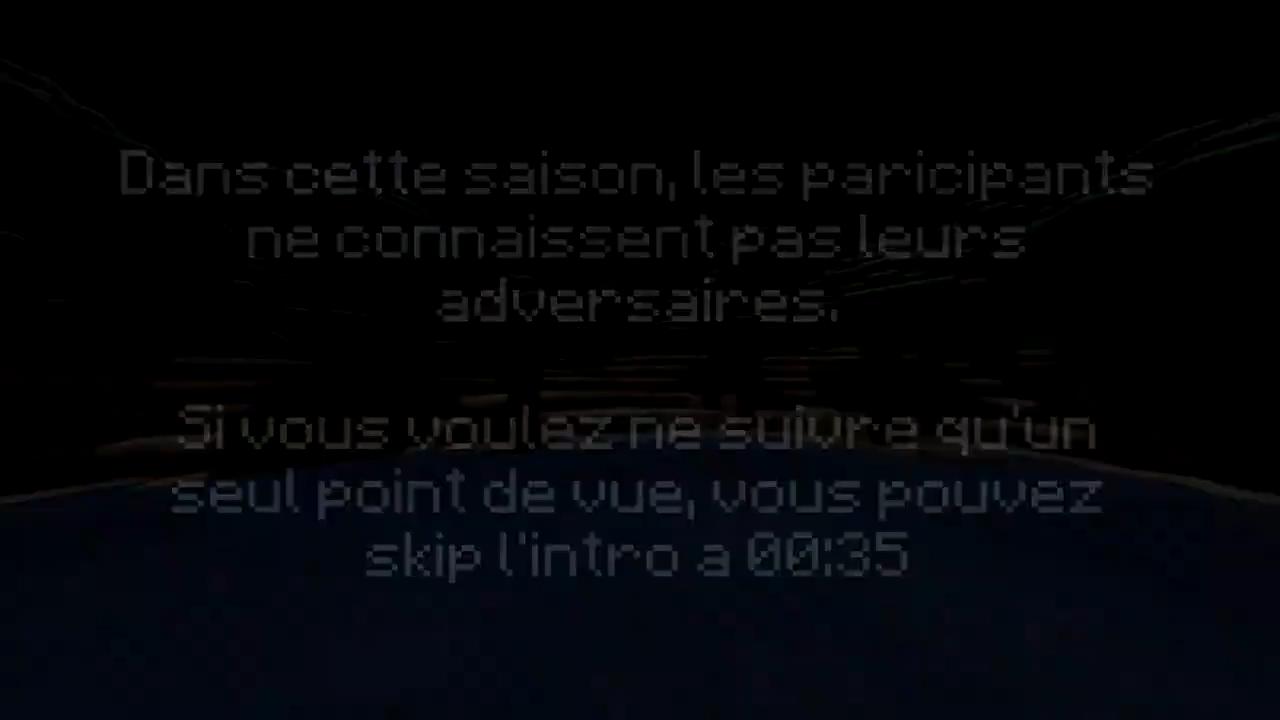 Dans cette saison, les paricipants
ne connaissent pas leurs
adversaires.
Si vous voulez ne suivre qu'un
seul point de vue, vous pouvez
skip l'intro a 00:35